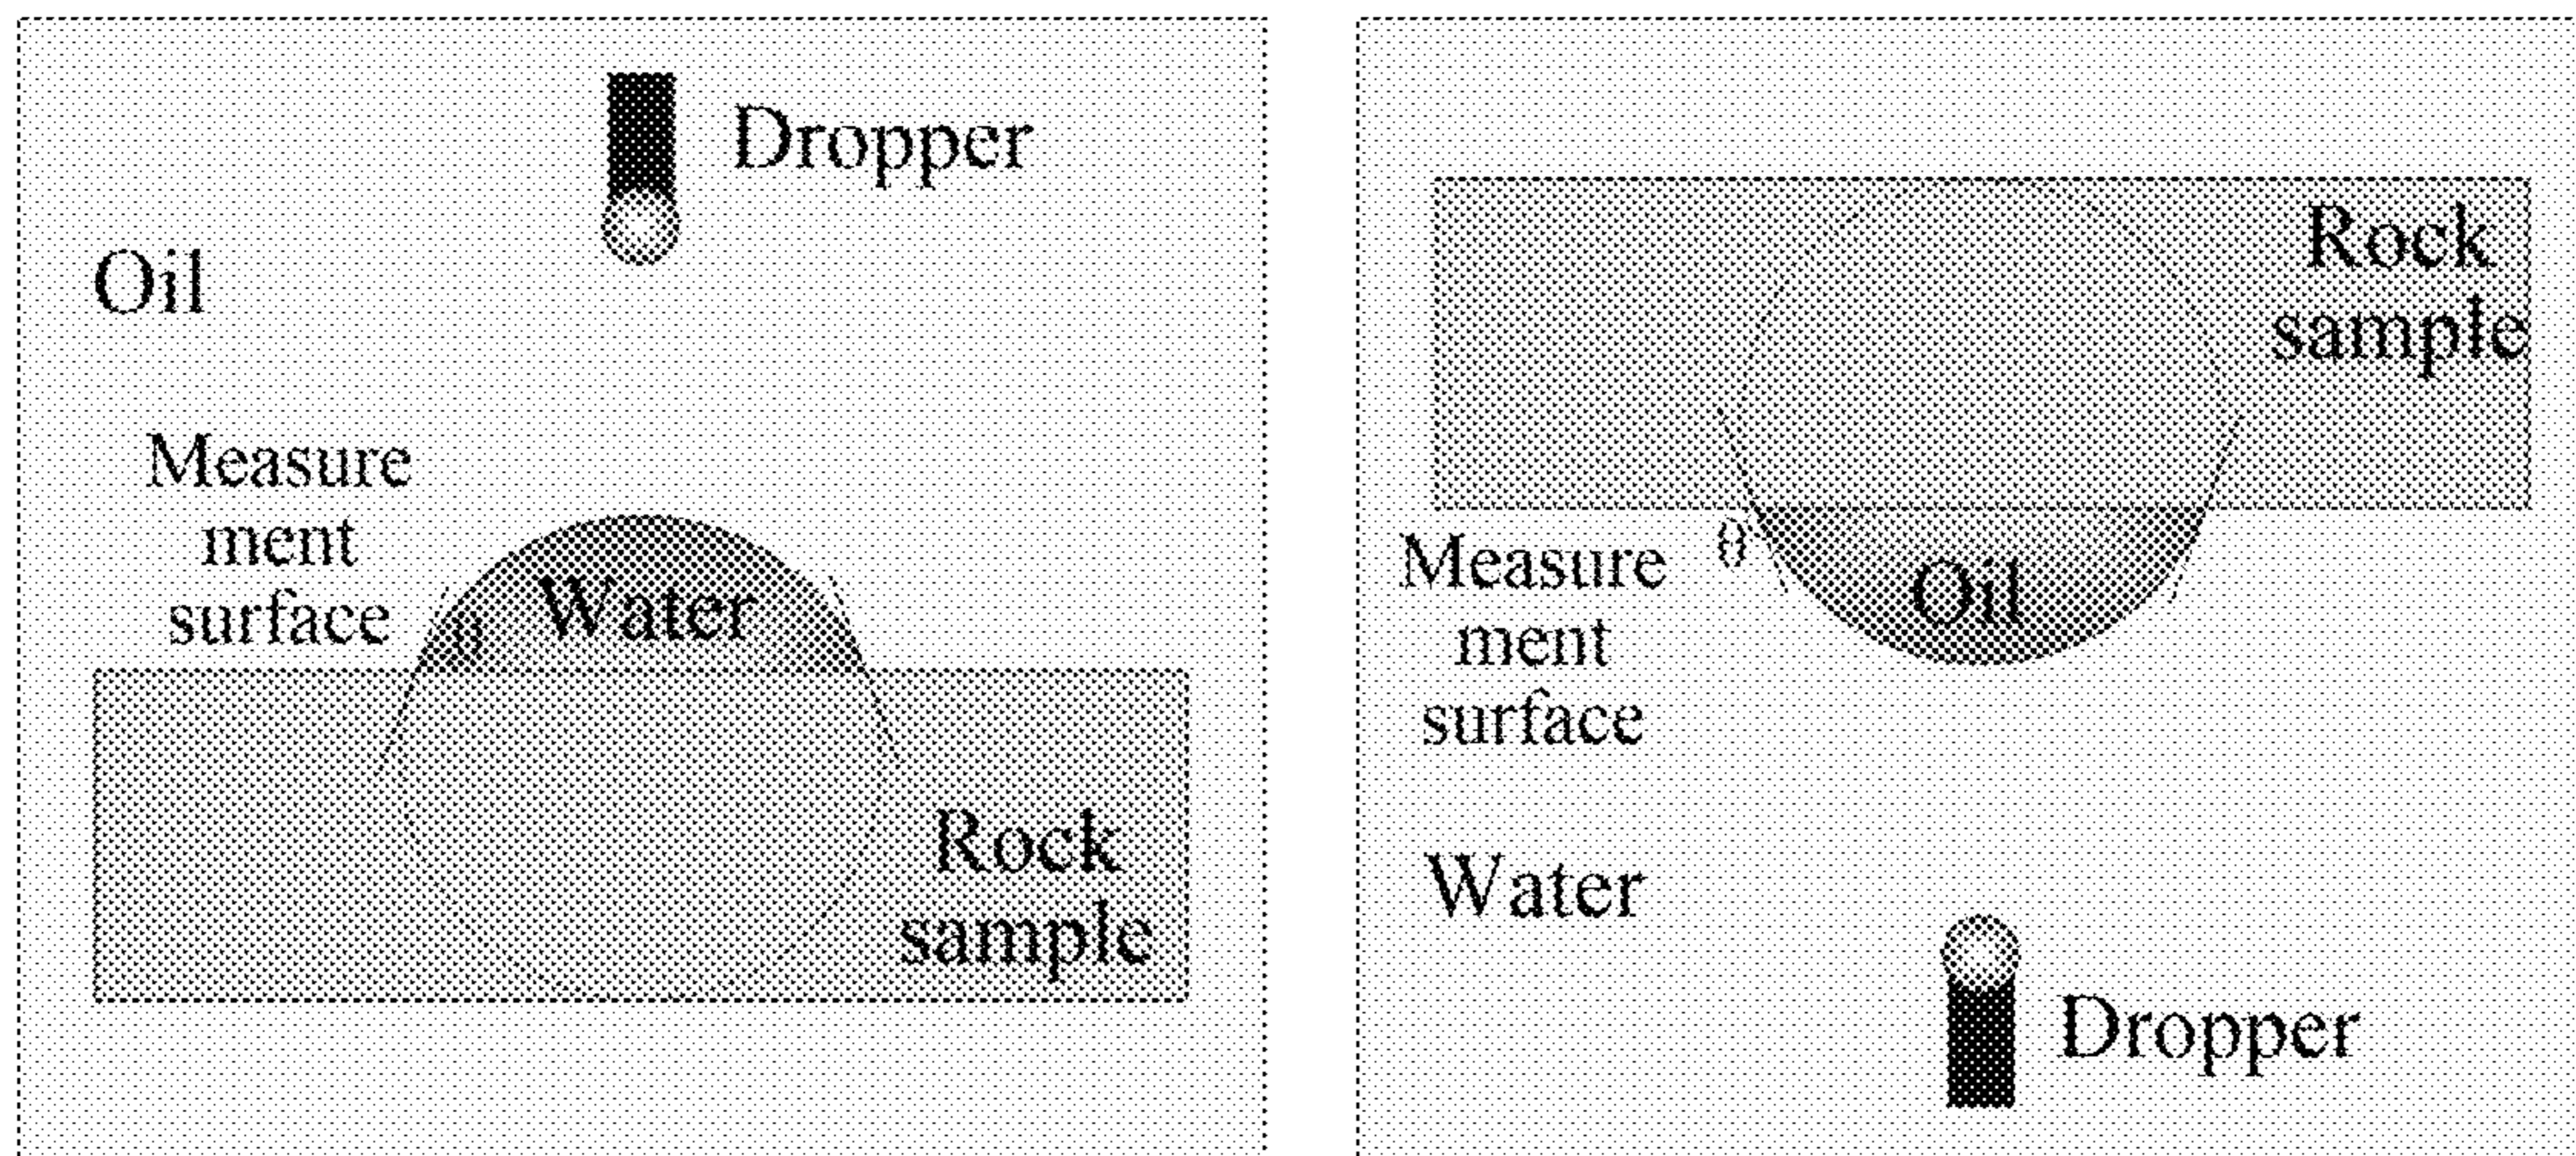 Dropper
Oil
Measure
ment
surface
θ
Water
Rock
sample
Rock
sample
θ
Measure
ment
surface
Oil
Water
Dropper